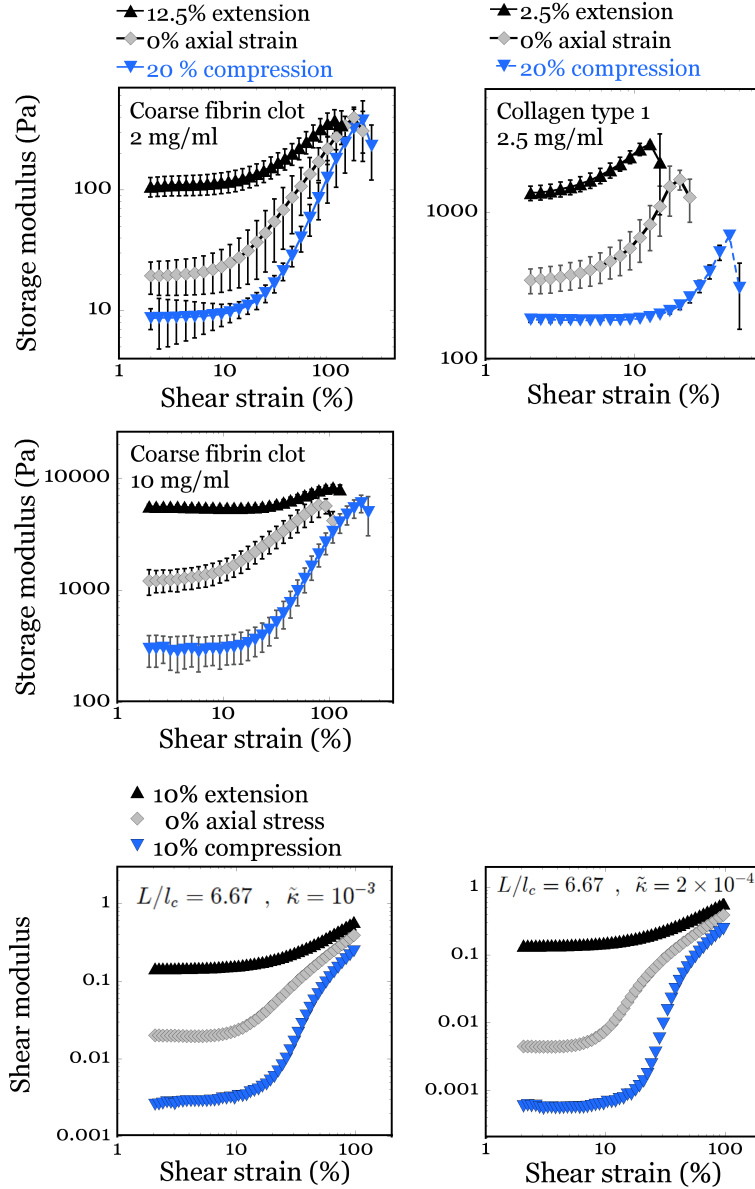 12.5% extension
0% axial strain
20 % compression
2.5% extension
0% axial strain
20% compression
Coarse fibrin clot
2 mg/ml
Storage modulus (Pa)
100
10
1
10
100
Shear strain (%)
Collagen type 1
2.5 mg/ml
1000
100
1
10
Shear strain (%)
Coarse fibrin clot
10 mg/ml
Storage modulus (Pa)
10000
1000
100
1
10
100
Shear strain (%)
10% extension
0% axial stress
10% compression
L/l_c = 6.67 , κ̃ = 10⁻³
Shear modulus
1
0.1
0.01
0.001
1
10
100
Shear strain (%)
L/l_c = 6.67 , κ̃ = 2 × 10⁻⁴
1
0.1
0.01
0.001
1
10
100
Shear strain (%)